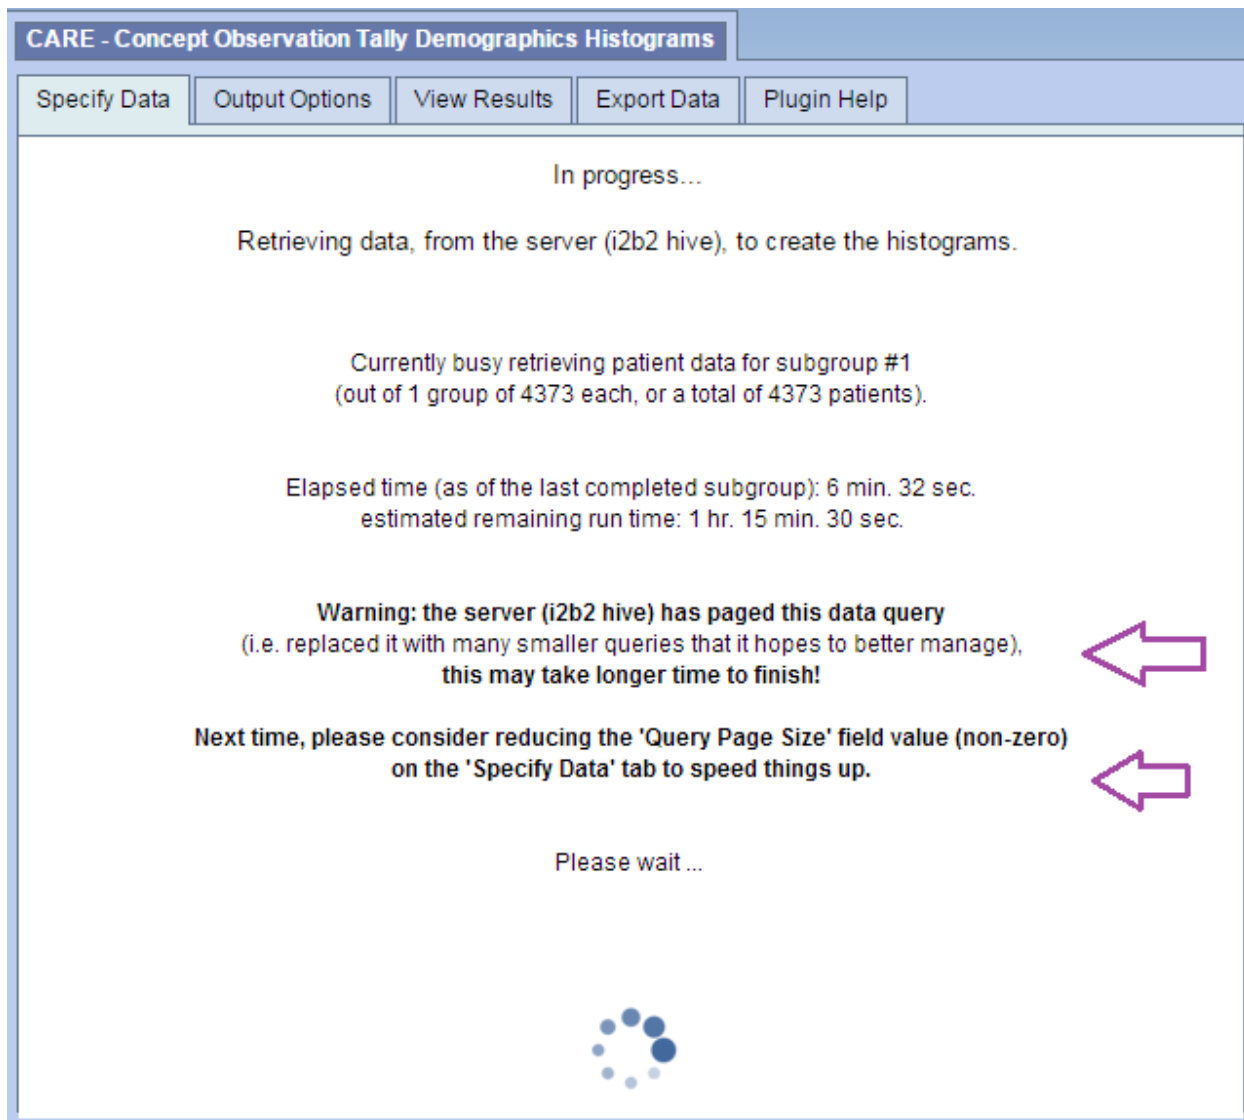 CARE - Concept Observation Tally Demographics Histograms
Specify Data Output Options View Results Export Data Plugin Help
In progress...
Retrieving data, from the server (i2b2 hive), to create the histograms.
Currently busy retrieving patient data for subgroup #1
(out of 1 group of 4373 each, or a total of 4373 patients).
Elapsed time (as of the last completed subgroup): 6 min. 32 sec.
estimated remaining run time: 1 hr. 15 min. 30 sec.
Warning: the server (i2b2 hive) has paged this data query
(i.e. replaced it with many smaller queries that it hopes to better manage),
this may take longer time to finish!
Next time, please consider reducing the 'Query Page Size' field value (non-zero)
on the 'Specify Data' tab to speed things up.
Please wait ...